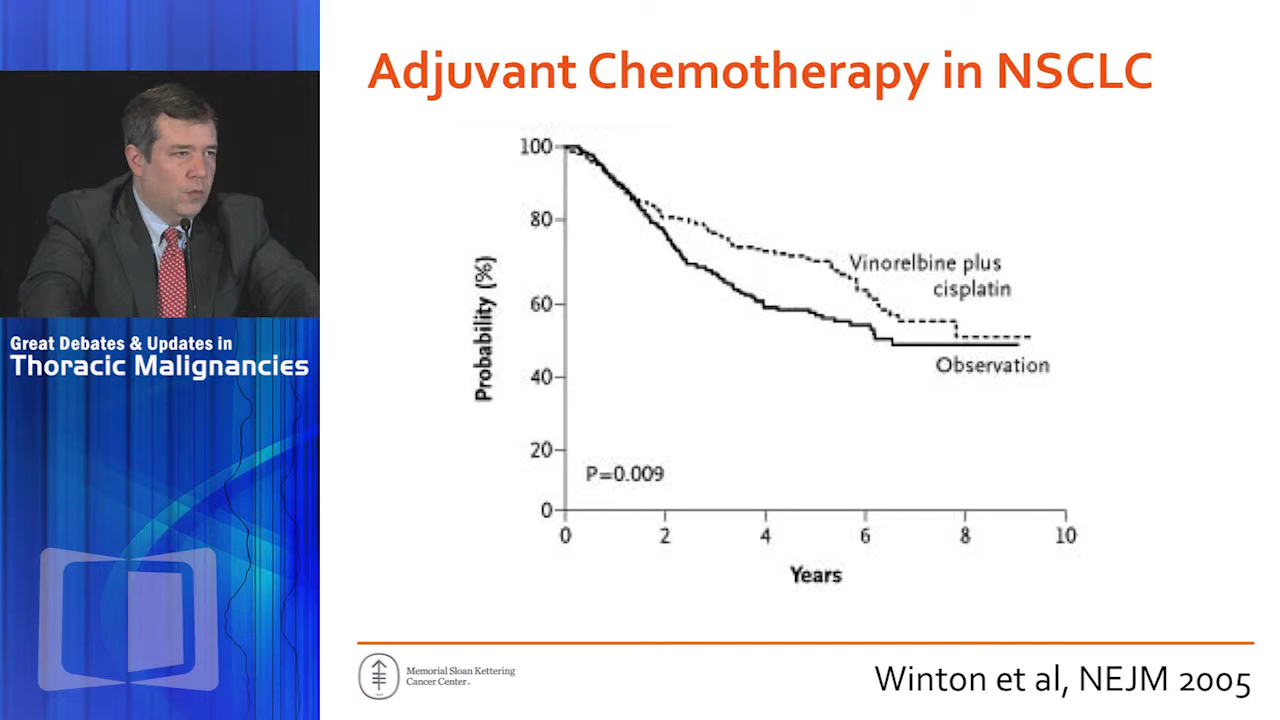 Adjuvant Chemotherapy in NSCLC
Great Debates & Updates in
Thoracic Malignancies
Probability (%)
100
80
60
40
20
0
Vinorelbine plus
cisplatin
Observation
P=0.009
0 2 4 6 8 10
Years
Memorial Sloan Kettering
Cancer Center
Winton et al, NEJM 2005